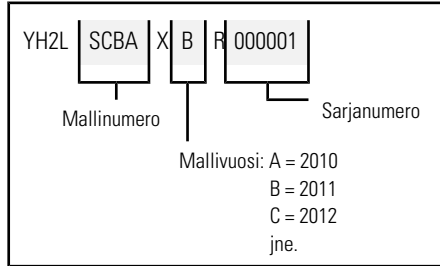 YH2L SCBA X B R 000001
Mallinumero
Sarjanumero
Mallivuosi: A = 2010
B = 2011
C = 2012
jne.